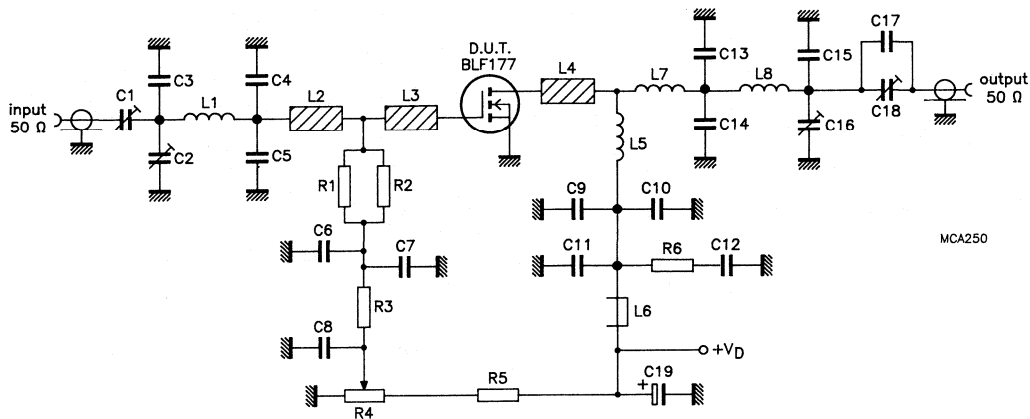 D.U.T.
BLF177
input
50 Ω
C1
C3
C2
L1
C4
C5
L2
L3
L4
L7
C13
C14
L8
C15
C16
C17
C18
output
50 Ω
R1
R2
L5
C6
C7
C9
C10
C11
R6
C12
MCA250
R3
L6
C8
+VD
R4
R5
+
C19